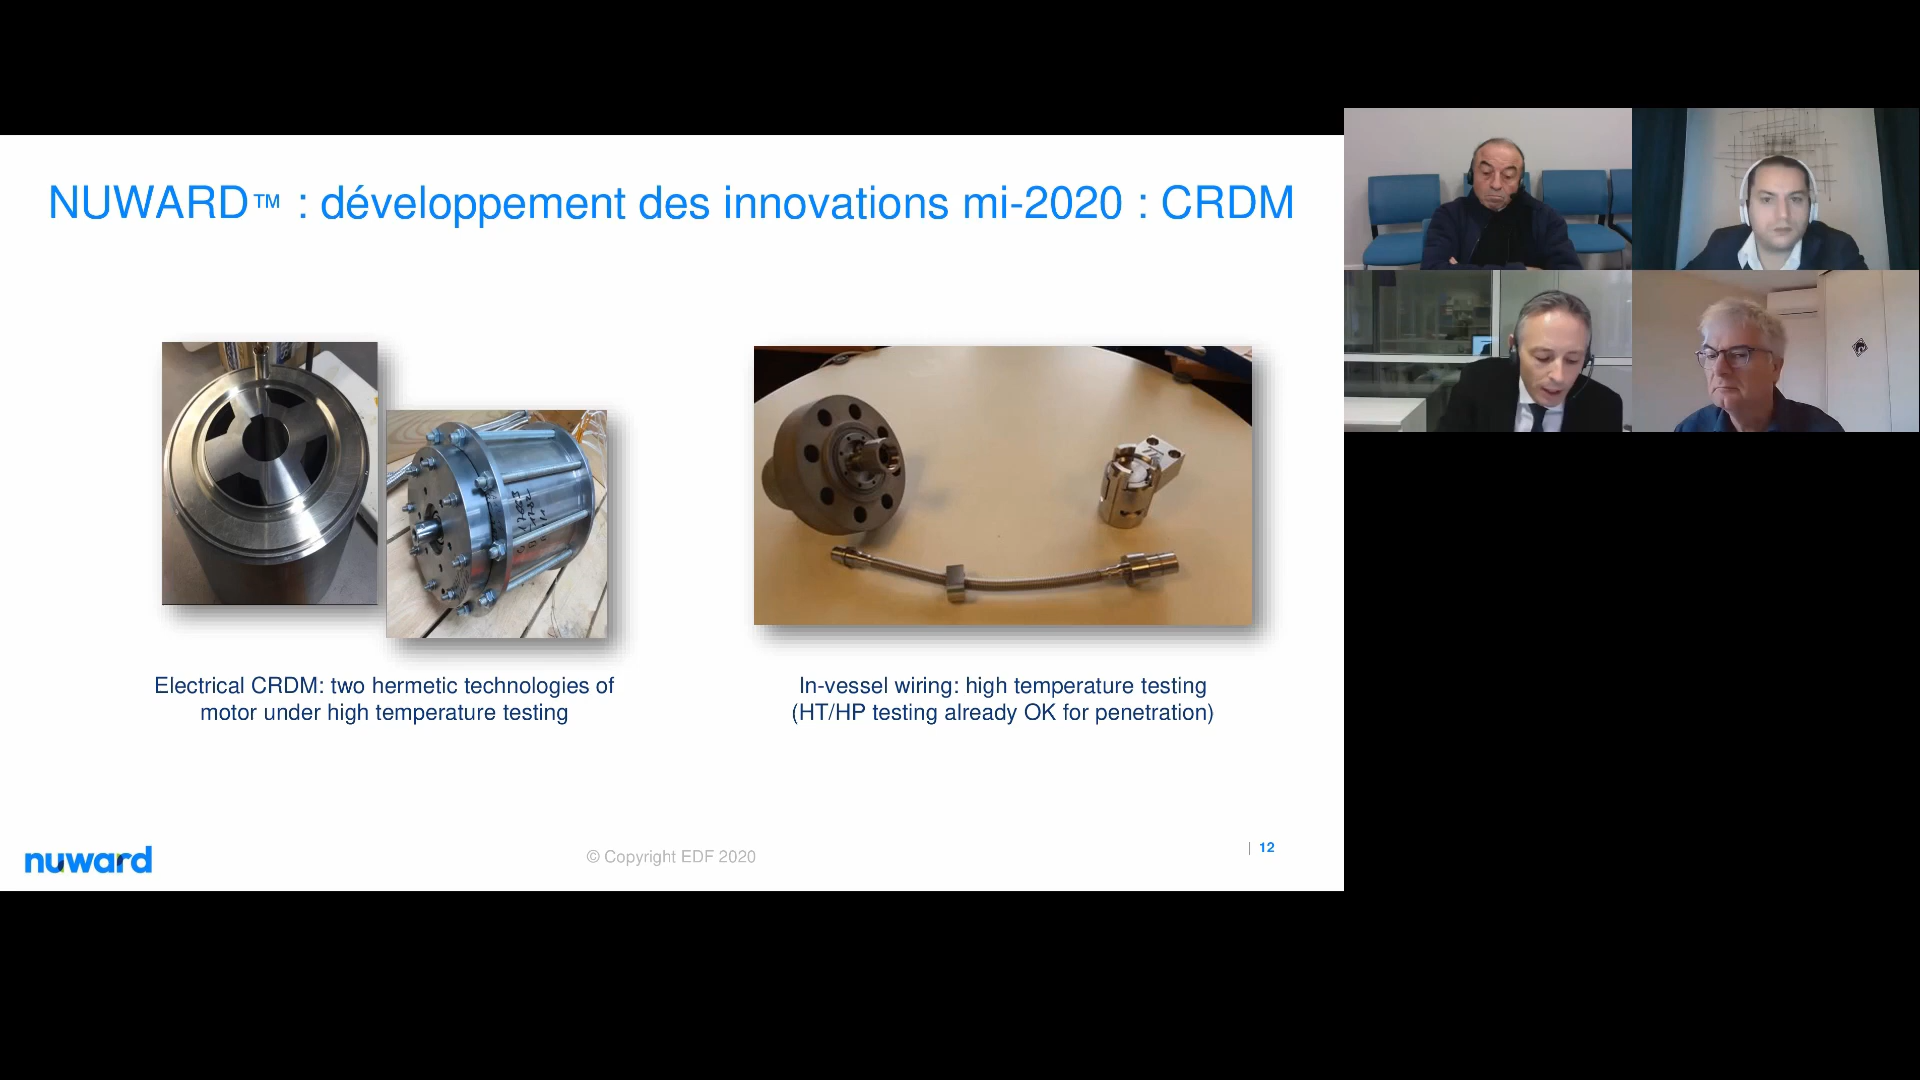 NUWARD™ : développement des innovations mi-2020 : CRDM
Electrical CRDM: two hermetic technologies of
motor under high temperature testing
In-vessel wiring: high temperature testing
(HT/HP testing already OK for penetration)
nuward
© Copyright EDF 2020
| 12